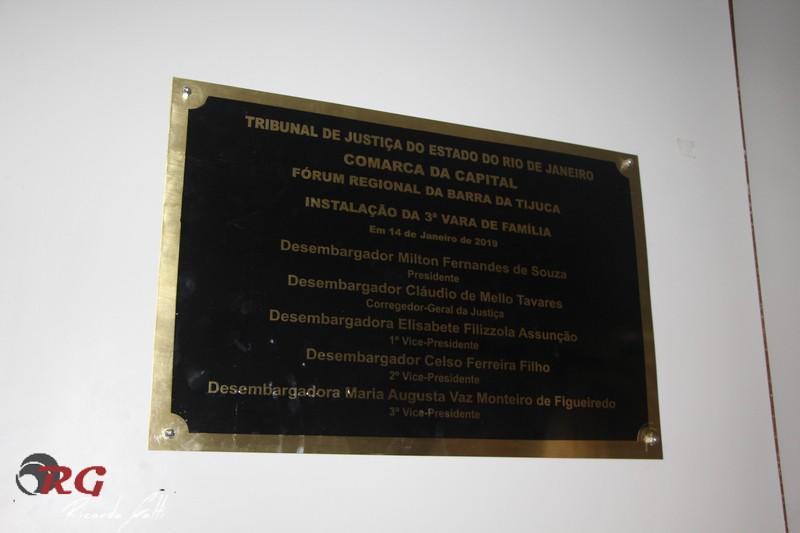 TRIBUNAL DE JUSTIÇA DO ESTADO DO RIO DE JANEIRO
COMARCA DA CAPITAL
FÓRUM REGIONAL DA BARRA DA TIJUCA
INSTALAÇÃO DA 3ª VARA DE FAMÍLIA
Em 14 de Janeiro de 2019
Desembargador Milton Fernandes de Souza
Presidente
Desembargador Cláudio de Mello Tavares
Corregedor-Geral da Justiça
Desembargadora Elisabete Filizzola Assunção
1º Vice-Presidente
Desembargador Celso Ferreira Filho
2º Vice-Presidente
Desembargadora Maria Augusta Vaz Monteiro de Figueiredo
3º Vice-Presidente
RG
Ricardo Gatti